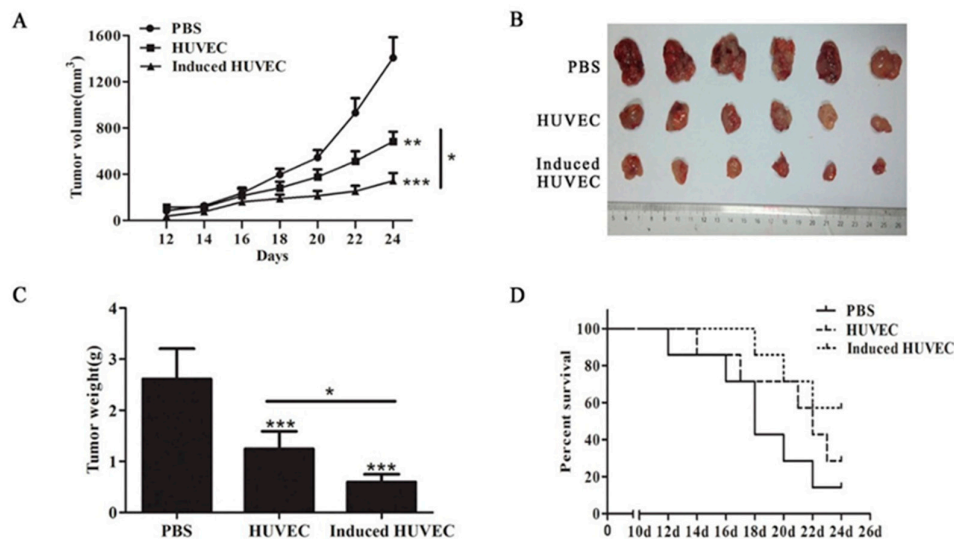 A
PBS
HUVEC
Induced HUVEC
Tumor volume(mm³)
1600
1200
800
400
0
**
***
*
12 14 16 18 20 22 24
Days
B
PBS
HUVEC
Induced
HUVEC
C
Tumor weight(g)
4
3
2
1
0
***
*
***
PBS HUVEC Induced HUVEC
D
PBS
HUVEC
Induced HUVEC
Percent survival
100
80
60
40
20
0
0 10d 12d 14d 16d 18d 20d 22d 24d 26d